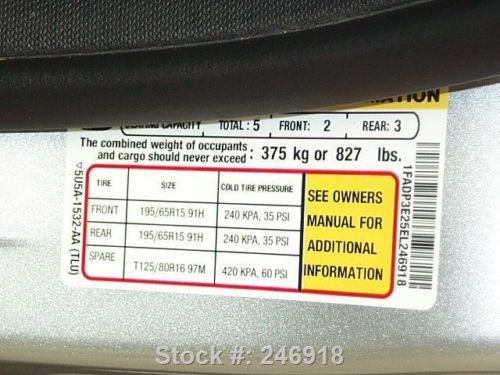 MATION
SEATING CAPACITY TOTAL: 5 FRONT: 2 REAR: 3
The combined weight of occupants
and cargo should never exceed: 375 kg or 827 lbs.
TIRE SIZE COLD TIRE PRESSURE
FRONT 195/65R15 91H 240 KPA, 35 PSI
REAR 195/65R15 91H 240 KPA, 35 PSI
SPARE T125/80R16 97M 420 KPA, 60 PSI
SEE OWNERS
MANUAL FOR
ADDITIONAL
INFORMATION
5U5A-1532-AA (TLU)
1FADP3E25EL246918
Stock #: 246918